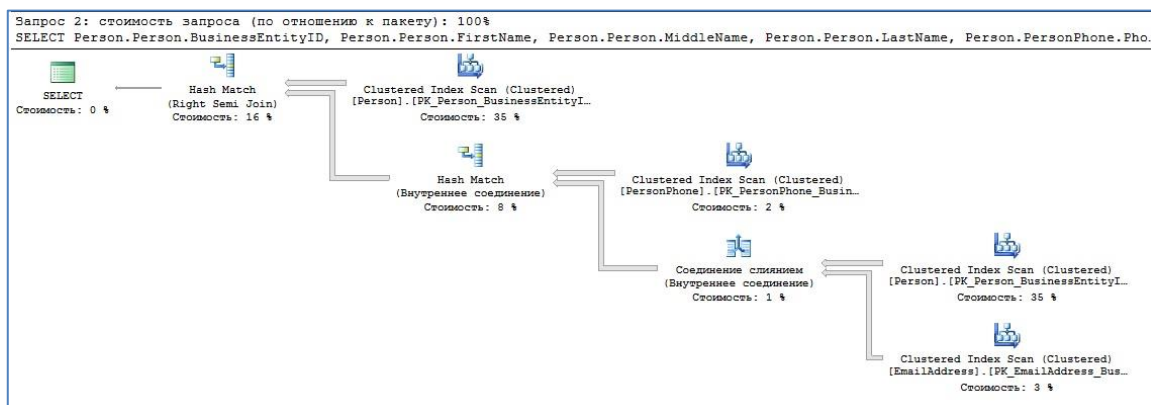 Запрос 2: стоимость запроса (по отношению к пакету): 100%
SELECT Person.Person.BusinessEntityID, Person.Person.FirstName, Person.Person.MiddleName, Person.Person.LastName, Person.PersonPhone.Pho…
SELECT
Стоимость: 0 %
Hash Match
(Right Semi Join)
Стоимость: 16 %
Clustered Index Scan (Clustered)
[Person].[PK_Person_BusinessEntityI…
Стоимость: 35 %
Hash Match
(Внутреннее соединение)
Стоимость: 8 %
Clustered Index Scan (Clustered)
[PersonPhone].[PK_PersonPhone_Busin…
Стоимость: 2 %
Соединение слиянием
(Внутреннее соединение)
Стоимость: 1 %
Clustered Index Scan (Clustered)
[Person].[PK_Person_BusinessEntityI…
Стоимость: 35 %
Clustered Index Scan (Clustered)
[EmailAddress].[PK_EmailAddress_Bus…
Стоимость: 3 %